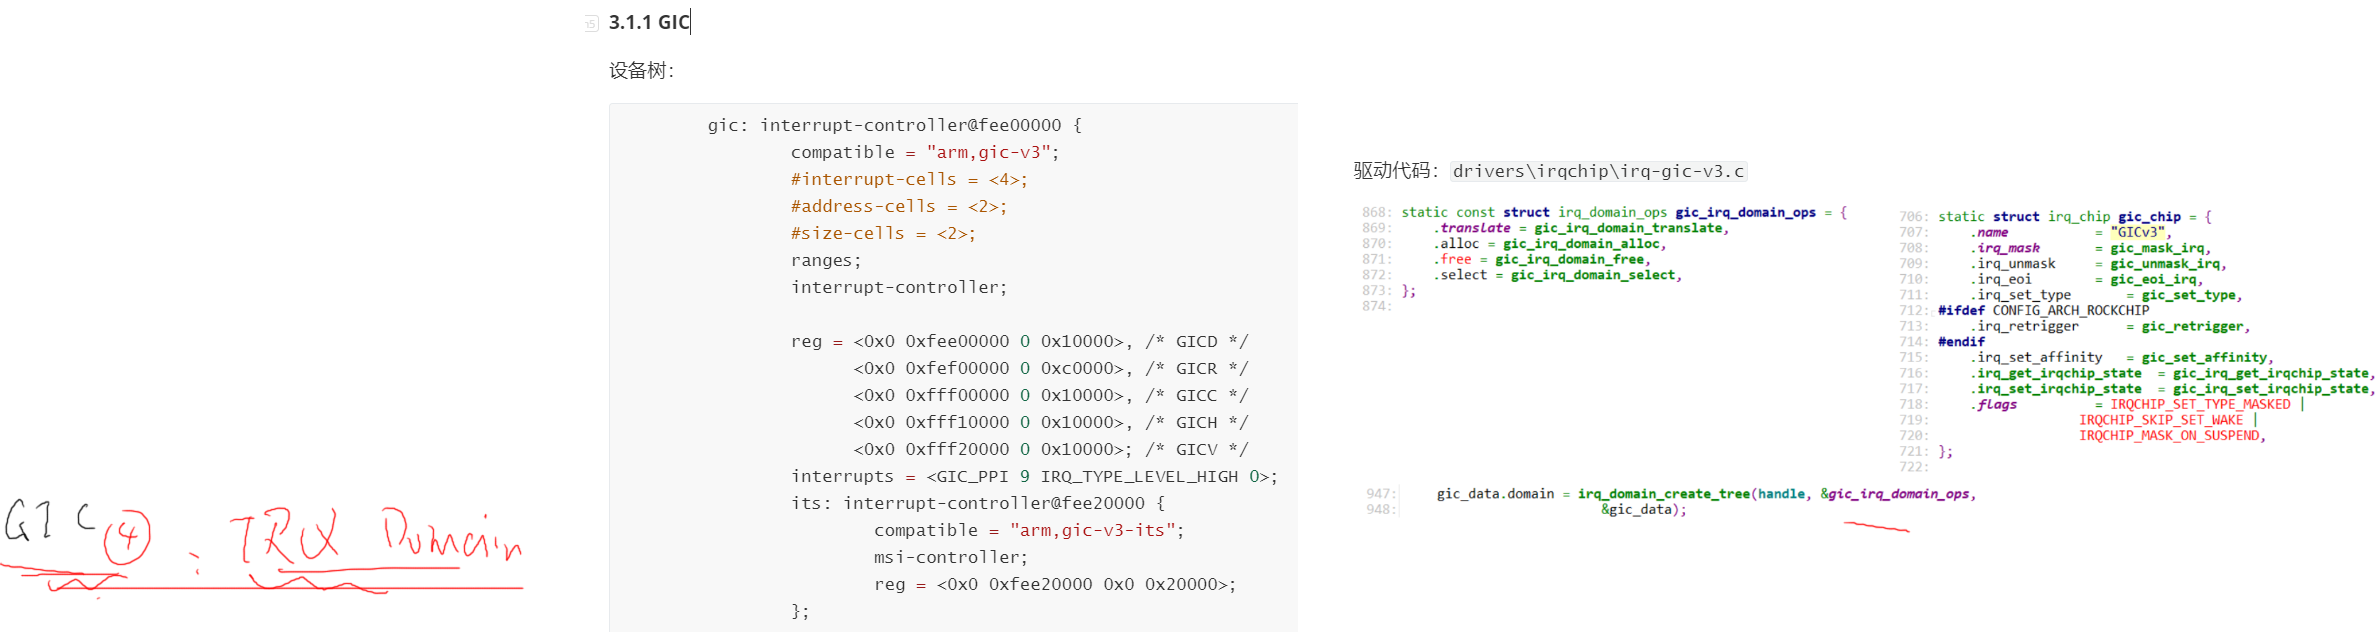 3.1.1 GIC
设备树：
gic: interrupt-controller@fee00000 {
compatible = "arm,gic-v3";
#interrupt-cells = <4>;
#address-cells = <2>;
#size-cells = <2>;
ranges;
interrupt-controller;
reg = <0x0 0xfee00000 0 0x10000>, /* GICD */
<0x0 0xfef00000 0 0xc0000>, /* GICR */
<0x0 0xfff00000 0 0x10000>, /* GICC */
<0x0 0xfff10000 0 0x10000>, /* GICH */
<0x0 0xfff20000 0 0x10000>; /* GICV */
interrupts = <GIC_PPI 9 IRQ_TYPE_LEVEL_HIGH 0>;
its: interrupt-controller@fee20000 {
compatible = "arm,gic-v3-its";
msi-controller;
reg = <0x0 0xfee20000 0x0 0x20000>;
};
GIC ④ : IRQ Domain
驱动代码：drivers\irqchip\irq-gic-v3.c
868: static const struct irq_domain_ops gic_irq_domain_ops = {
869: .translate = gic_irq_domain_translate,
870: .alloc = gic_irq_domain_alloc,
871: .free = gic_irq_domain_free,
872: .select = gic_irq_domain_select,
873: };
874:
706: static struct irq_chip gic_chip = {
707: .name = "GICv3",
708: .irq_mask = gic_mask_irq,
709: .irq_unmask = gic_unmask_irq,
710: .irq_eoi = gic_eoi_irq,
711: .irq_set_type = gic_set_type,
712: #ifdef CONFIG_ARCH_ROCKCHIP
713: .irq_retrigger = gic_retrigger,
714: #endif
715: .irq_set_affinity = gic_set_affinity,
716: .irq_get_irqchip_state = gic_irq_get_irqchip_state,
717: .irq_set_irqchip_state = gic_irq_set_irqchip_state,
718: .flags = IRQCHIP_SET_TYPE_MASKED |
719: IRQCHIP_SKIP_SET_WAKE |
720: IRQCHIP_MASK_ON_SUSPEND,
721: };
722:
947: gic_data.domain = irq_domain_create_tree(handle, &gic_irq_domain_ops,
948: &gic_data);